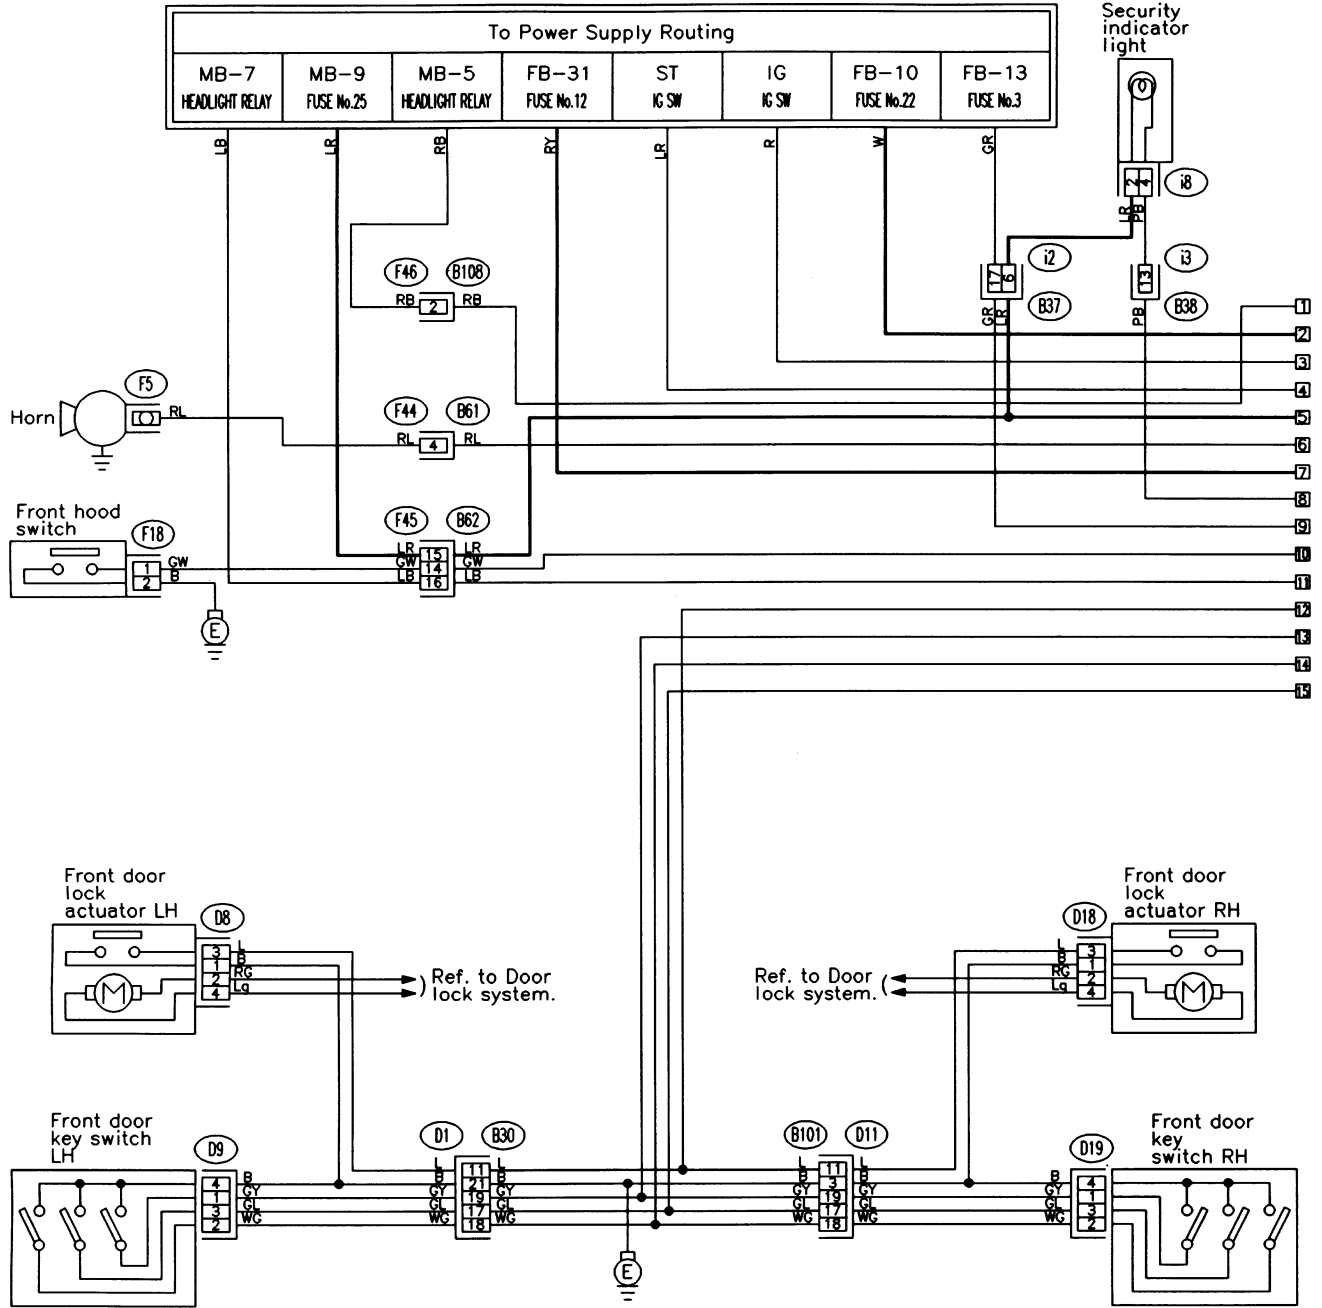 To Power Supply Routing
MB-7 MB-9 MB-5 FB-31 ST IG FB-10 FB-13
HEADLIGHT RELAY FUSE No.25 HEADLIGHT RELAY FUSE No.12 IG SW IG SW FUSE No.22 FUSE No.3
Security
indicator
light
LB LR RB RY LR R W GR
2 4 i8
LR PB
F46 B108 17 6 i2 13 i3
RB 2 RB B37 B38 1
GR LR PB
2
3
4
F5
Horn RL F44 B61 5
RL 4 RL 6
7
8
Front hood
switch
F18 F45 B62 9
LR 15 LR 10
1 GW GW 14 GW
2 B LB 16 LB 11
E 12
13
14
15
Front door
lock
actuator LH
D8
3 L
1 B
2 RG
4 Lg
M
Ref. to Door
lock system.
Ref. to Door
lock system.
Front door
lock
actuator RH
D18
L 3
B 1
RG 2
Lg 4
M
Front door
key switch
LH
D9 D1 B30 B101 D11 D19
Front door
key
switch RH
L 11 L L 11 L
4 B B 21 B B 3 B B 4
1 GY GY 19 GY GY 19 GY GY 1
3 GL GL 17 GL GL 17 GL GL 3
2 WG WG 18 WG WG 18 WG WG 2
E